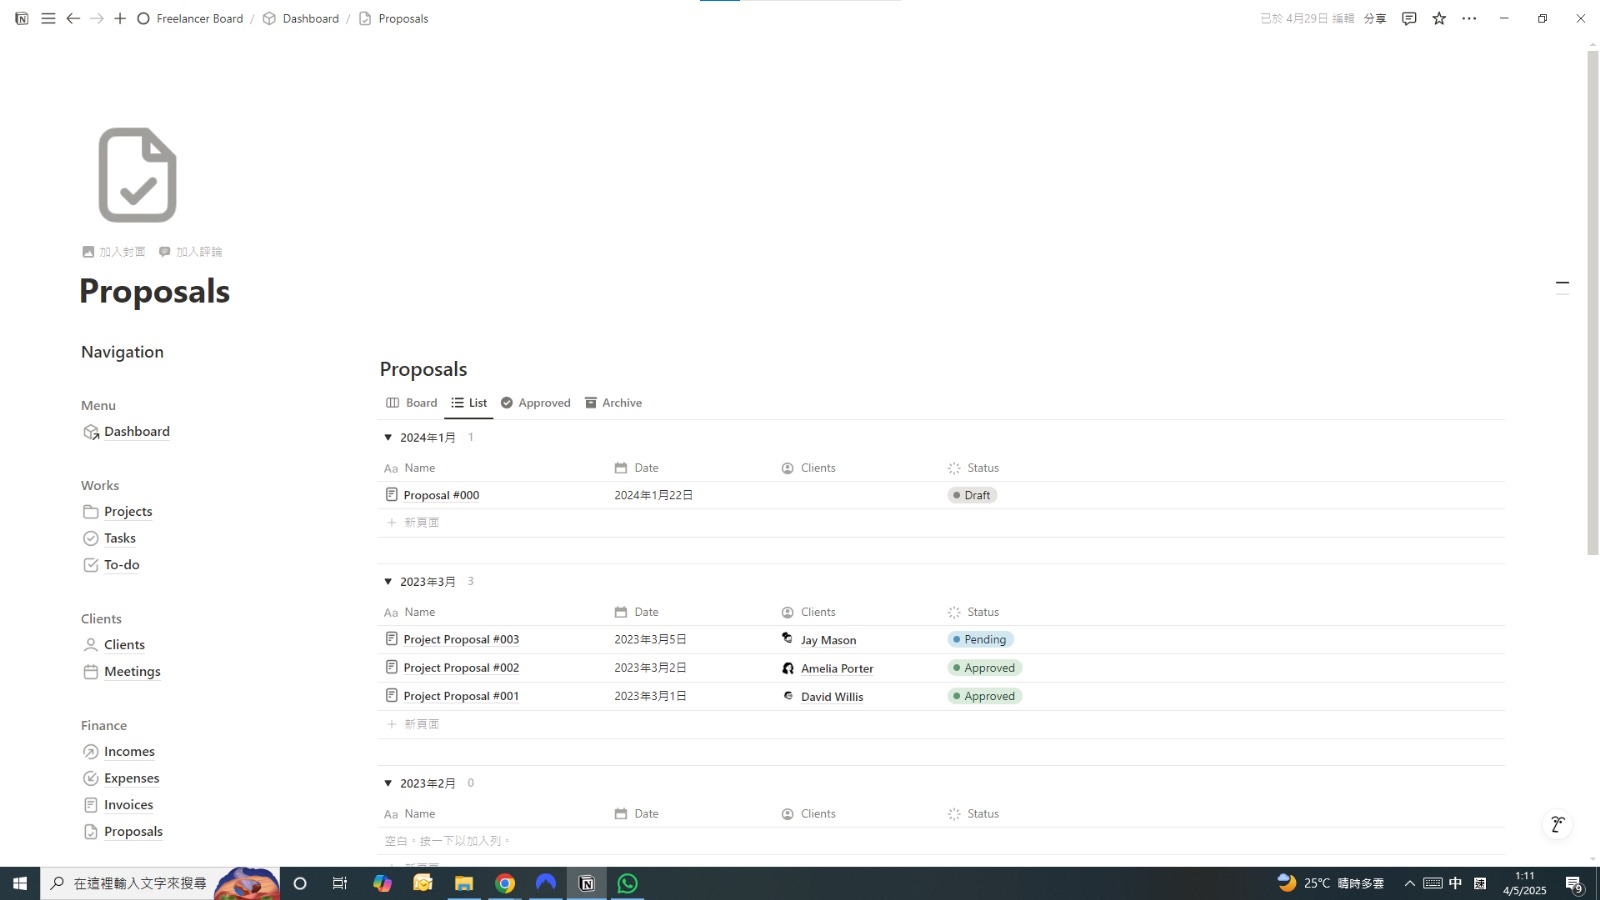 Freelancer Board / Dashboard / Proposals
已於 4月29日 編輯 分享
加入封面 加入評論
Proposals
Navigation
Menu
Dashboard
Works
Projects
Tasks
To-do
Clients
Clients
Meetings
Finance
Incomes
Expenses
Invoices
Proposals
Proposals
Board List Approved Archive
2024年1月 1
Aa Name Date Clients Status
Proposal #000 2024年1月22日 Draft
+ 新頁面
2023年3月 3
Aa Name Date Clients Status
Project Proposal #003 2023年3月5日 Jay Mason Pending
Project Proposal #002 2023年3月2日 Amelia Porter Approved
Project Proposal #001 2023年3月1日 David Willis Approved
+ 新頁面
2023年2月 0
Aa Name Date Clients Status
空白。按一下以加入列。
+ 新頁面
在這裡輸入文字來搜尋
25°C 晴時多雲
中
1:11
4/5/2025
9